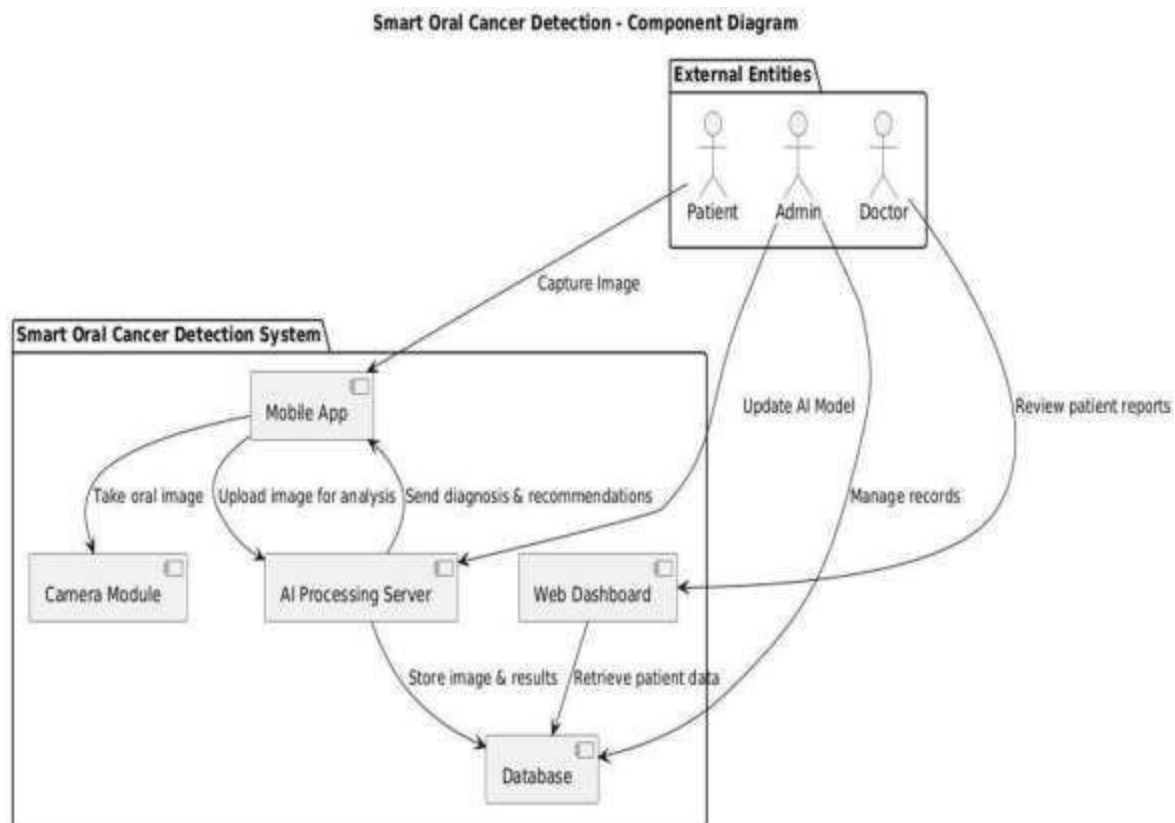 Smart Oral Cancer Detection - Component Diagram
External Entities
Patient
Admin
Doctor
Capture Image
Smart Oral Cancer Detection System
Mobile App
Update AI Model
Review patient reports
Take oral image
Upload image for analysis
Send diagnosis & recommendations
Manage records
Camera Module
AI Processing Server
Web Dashboard
Store image & results
Retrieve patient data
Database